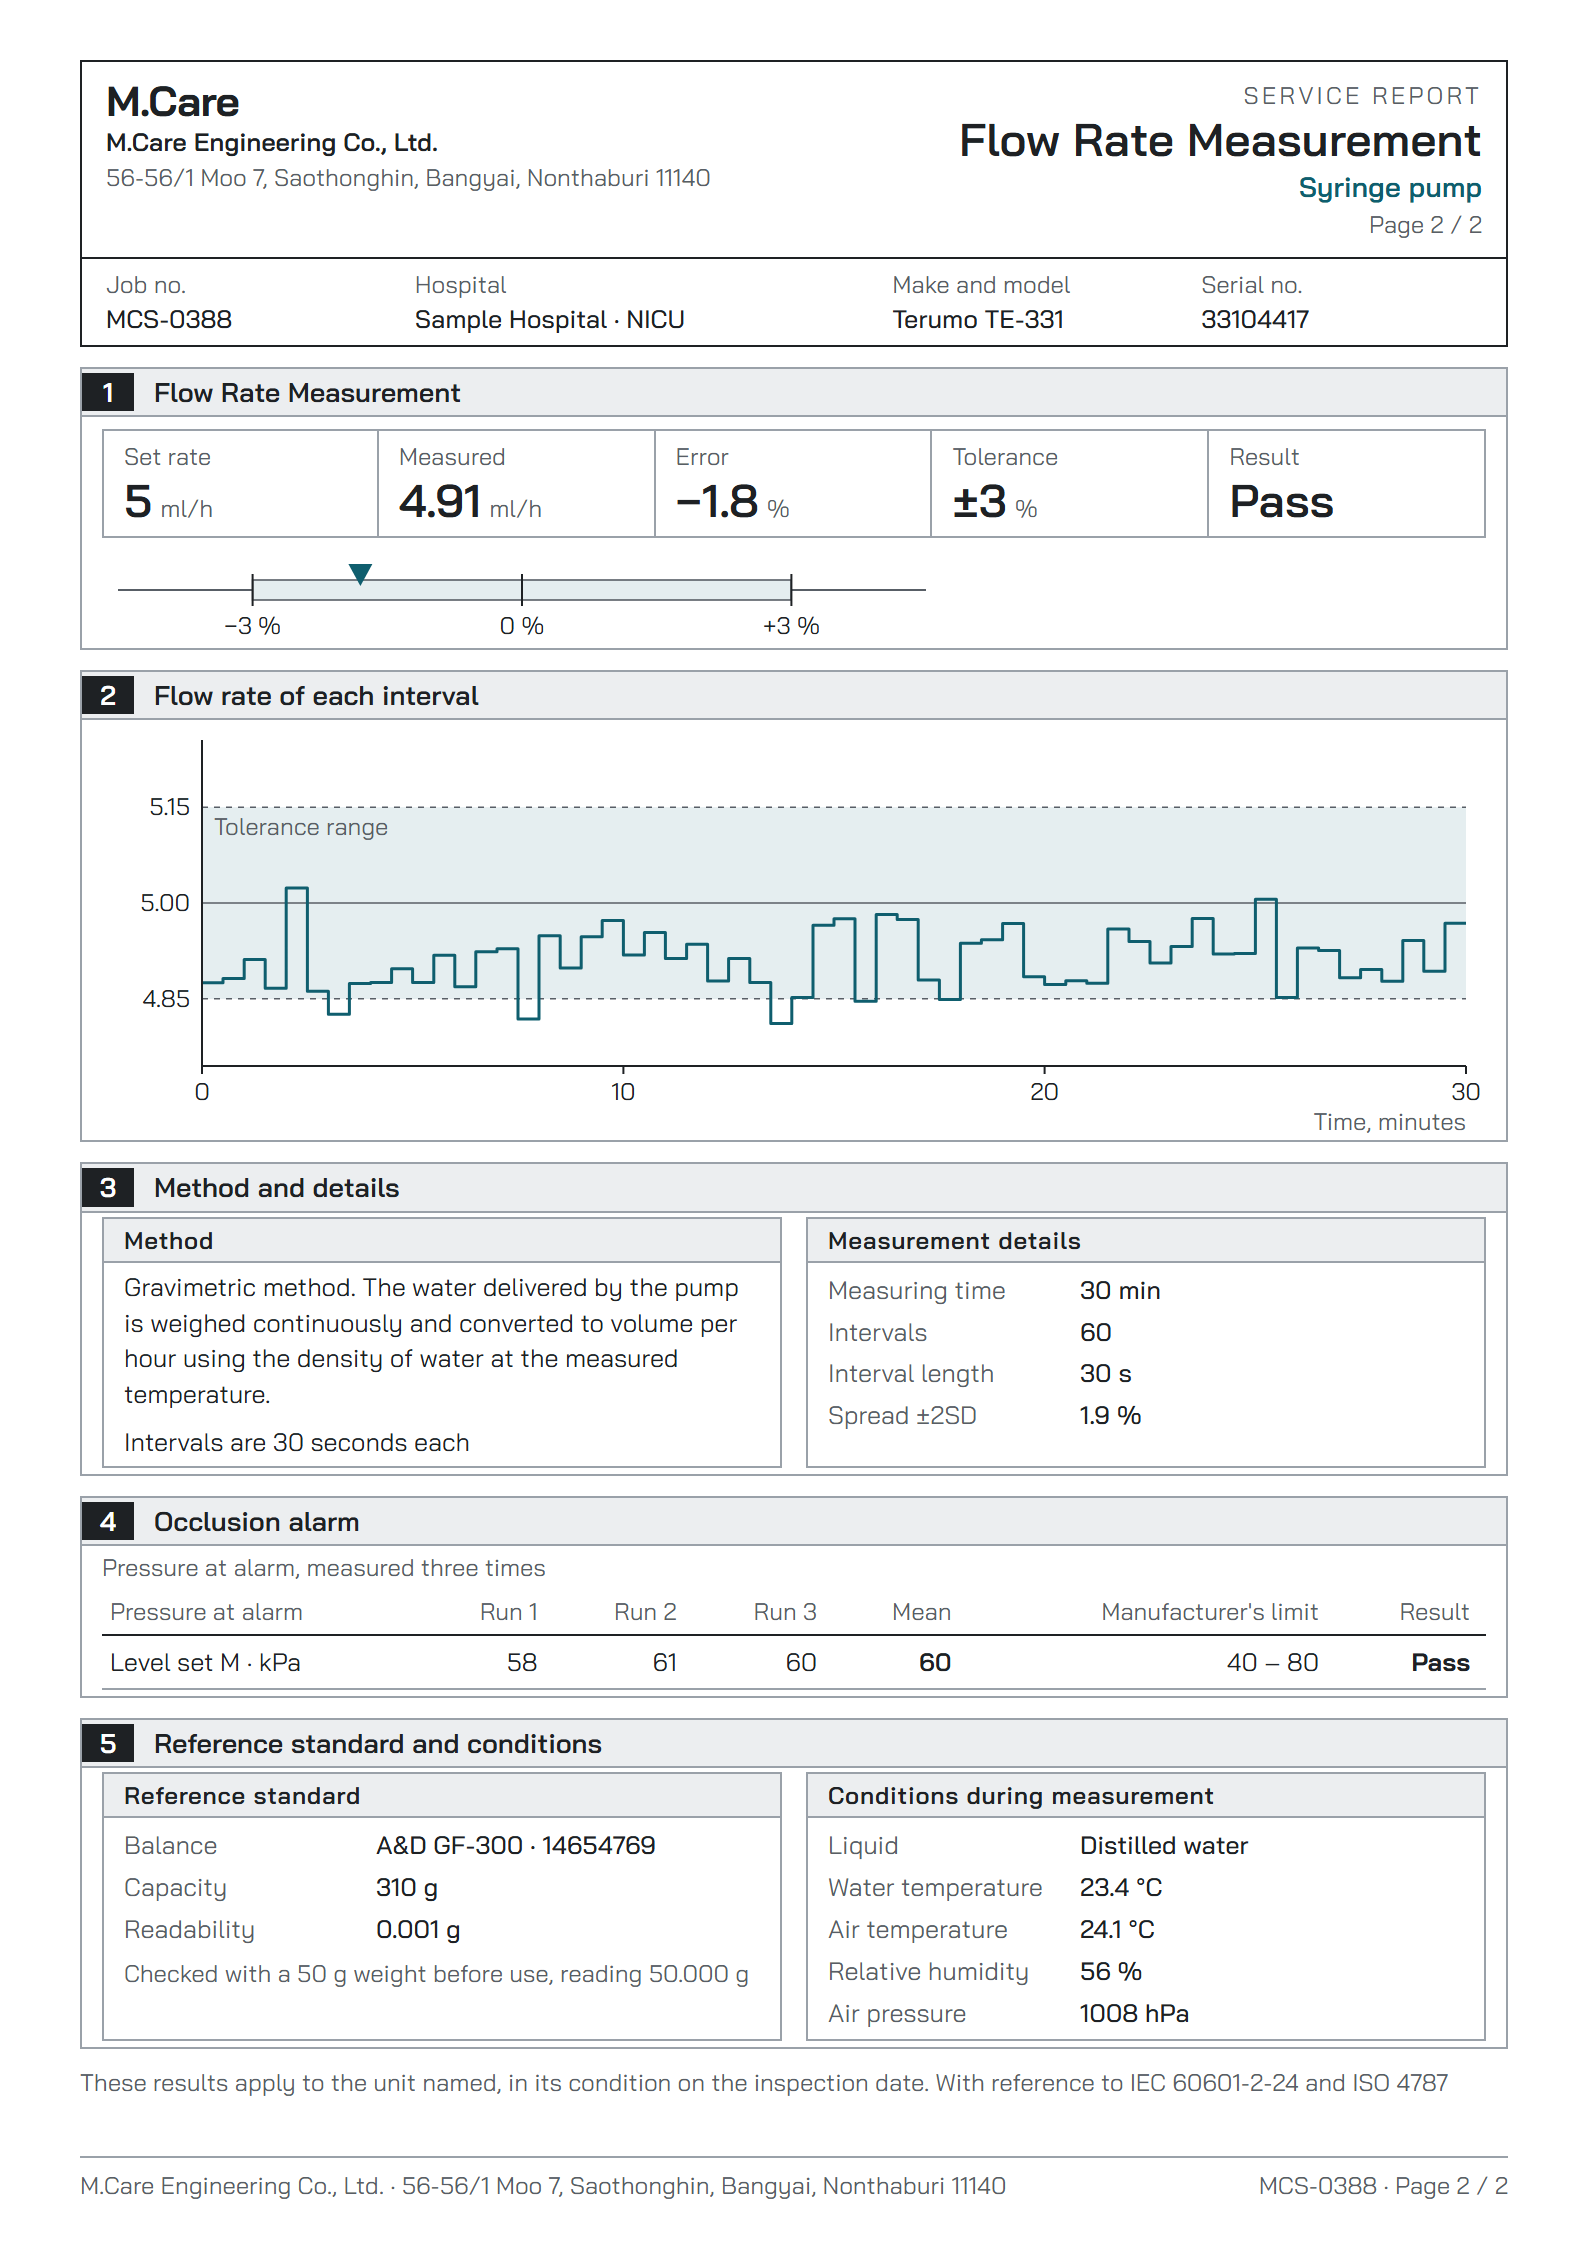 M.Care
M.Care Engineering Co., Ltd.
56-56/1 Moo 7, Saothonghin, Bangyai, Nonthaburi 11140
SERVICE REPORT
Flow Rate Measurement
Syringe pump
Page 2 / 2
Job no. Hospital Make and model Serial no.
MCS-0388 Sample Hospital · NICU Terumo TE-331 33104417
1 Flow Rate Measurement
Set rate Measured Error Tolerance Result
5 ml/h 4.91 ml/h −1.8 % ±3 % Pass
−3 % 0 % +3 %
2 Flow rate of each interval
5.15
Tolerance range
5.00
4.85
0 10 20 30
Time, minutes
3 Method and details
Method
Gravimetric method. The water delivered by the pump
is weighed continuously and converted to volume per
hour using the density of water at the measured
temperature.
Intervals are 30 seconds each
Measurement details
Measuring time 30 min
Intervals 60
Interval length 30 s
Spread ±2SD 1.9 %
4 Occlusion alarm
Pressure at alarm, measured three times
Pressure at alarm Run 1 Run 2 Run 3 Mean Manufacturer's limit Result
Level set M · kPa 58 61 60 60 40 – 80 Pass
5 Reference standard and conditions
Reference standard
Balance A&D GF-300 · 14654769
Capacity 310 g
Readability 0.001 g
Checked with a 50 g weight before use, reading 50.000 g
Conditions during measurement
Liquid Distilled water
Water temperature 23.4 °C
Air temperature 24.1 °C
Relative humidity 56 %
Air pressure 1008 hPa
These results apply to the unit named, in its condition on the inspection date. With reference to IEC 60601-2-24 and ISO 4787
M.Care Engineering Co., Ltd. · 56-56/1 Moo 7, Saothonghin, Bangyai, Nonthaburi 11140 MCS-0388 · Page 2 / 2